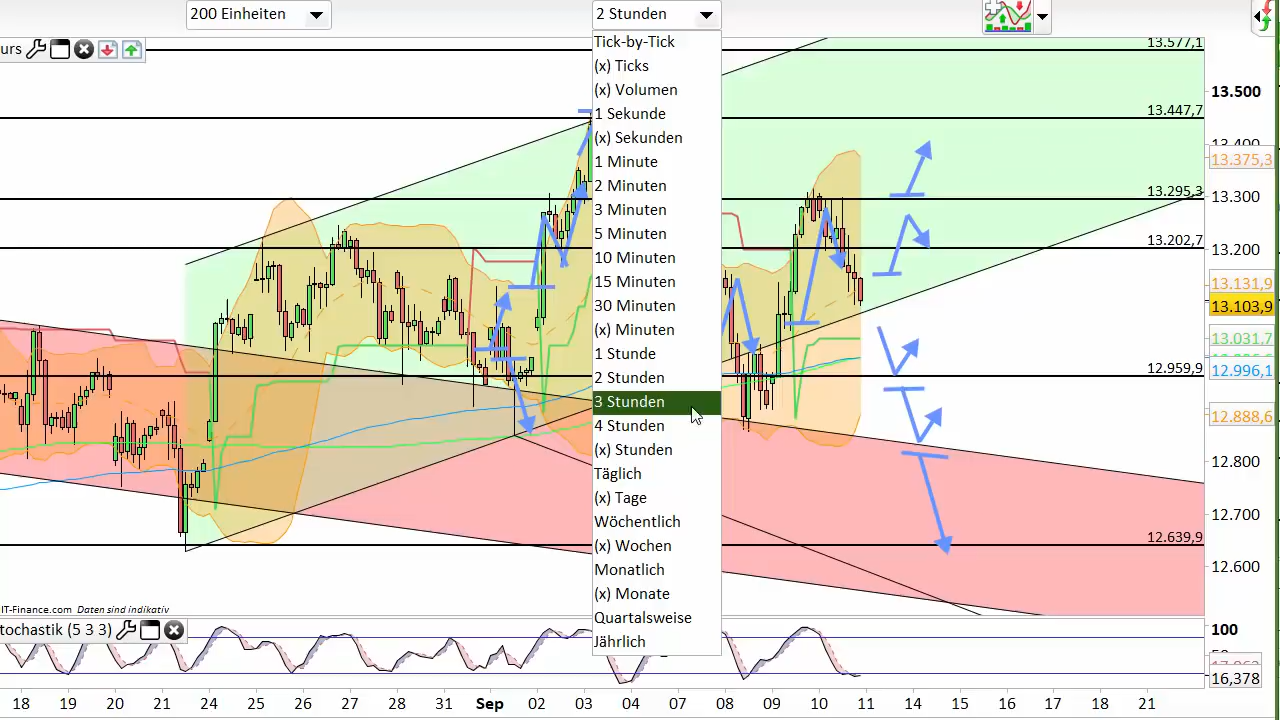 200 Einheiten
2 Stunden
urs
Tick-by-Tick
(x) Ticks
(x) Volumen
1 Sekunde
(x) Sekunden
1 Minute
2 Minuten
3 Minuten
5 Minuten
10 Minuten
15 Minuten
30 Minuten
(x) Minuten
1 Stunde
2 Stunden
3 Stunden
4 Stunden
(x) Stunden
Täglich
(x) Tage
Wöchentlich
(x) Wochen
Monatlich
(x) Monate
Quartalsweise
Jährlich
13.577,1
13.447,7
13.295,3
13.202,7
12.959,9
12.639,9
13.500
13.400
13.375,3
13.300
13.200
13.131,9
13.103,9
13.031,7
12.996,1
12.888,6
12.800
12.700
12.600
IT-Finance.com Daten sind indikativ
tochastik (5 3 3)
100
16,378
18 19 20 21 24 25 26 27 28 31 Sep 02 03 04 07 08 09 10 11 14 15 16 17 18 21